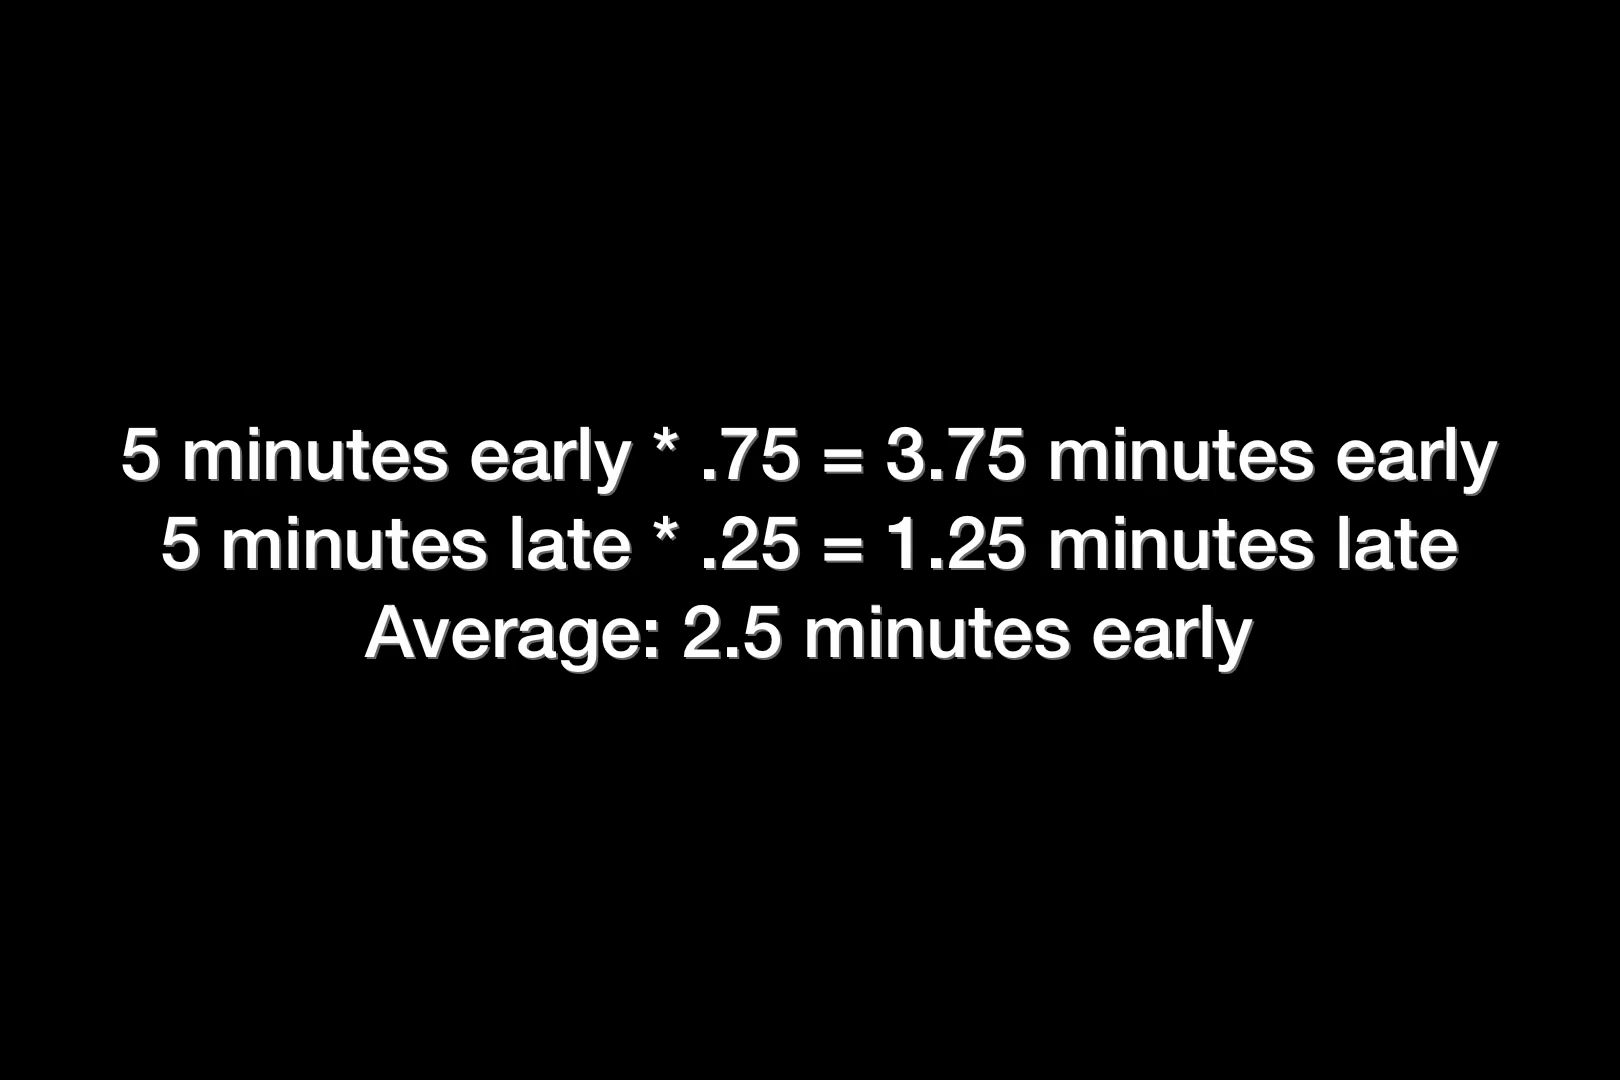 5 minutes early * .75 = 3.75 minutes early
5 minutes late * .25 = 1.25 minutes late
Average: 2.5 minutes early